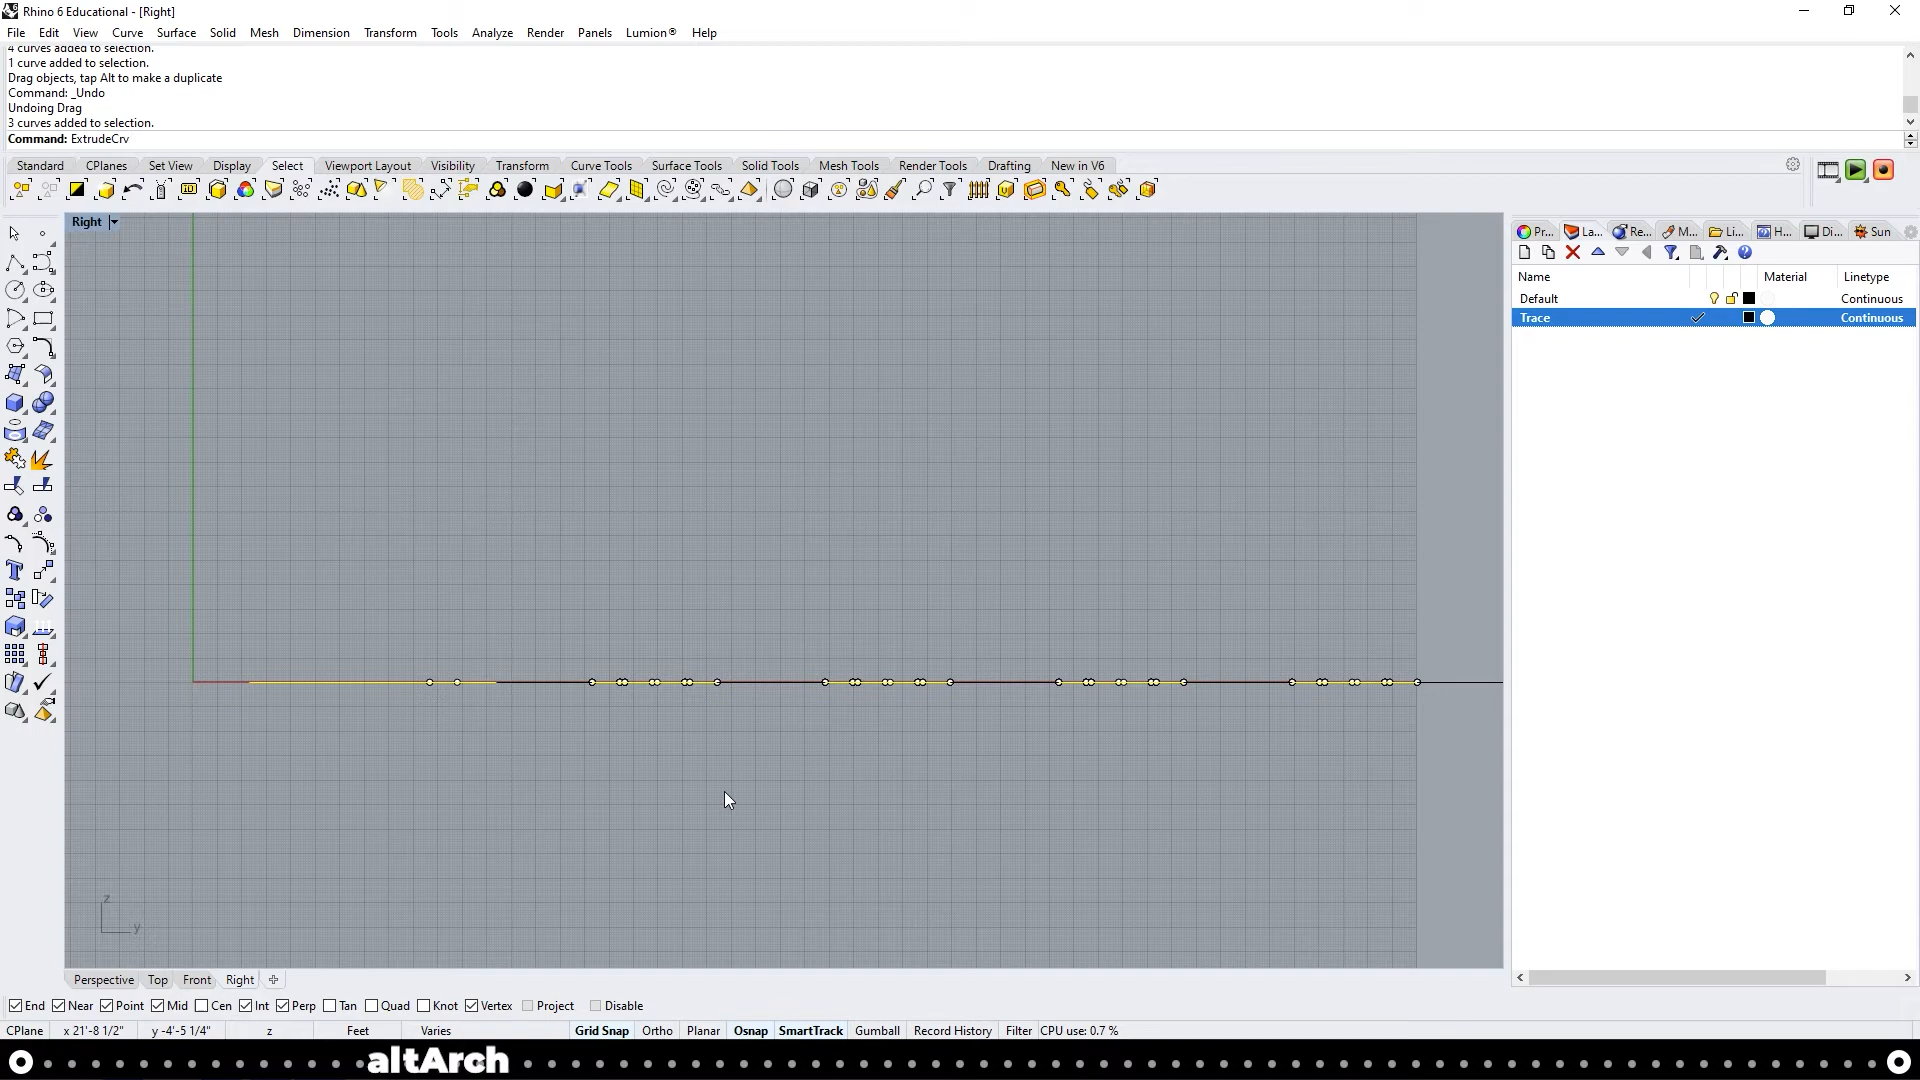 Rhino 6 Educational - [Right]
File Edit View Curve Surface Solid Mesh Dimension Transform Tools Analyze Render Panels Lumion® Help
4 curves added to selection.
1 curve added to selection.
Drag objects, tap Alt to make a duplicate
Command: _Undo
Undoing Drag
3 curves added to selection.
Command: ExtrudeCrv
Standard CPlanes Set View Display Select Viewport Layout Visibility Transform Curve Tools Surface Tools Solid Tools Mesh Tools Render Tools Drafting New in V6
Right
Pr... La... Re... M... Li... H... Di... Sun
Name Material Linetype
Default Continuous
Trace Continuous
z
y
Perspective Top Front Right
End Near Point Mid Cen Int Perp Tan Quad Knot Vertex Project Disable
CPlane x 21'-8 1/2" y -4'-5 1/4" z Feet Varies Grid Snap Ortho Planar Osnap SmartTrack Gumball Record History Filter CPU use: 0.7 %
altArch